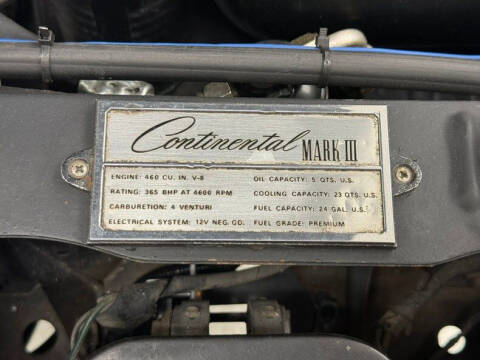 Continental MARK III
ENGINE: 460 CU. IN. V-8
RATING: 365 BHP AT 4600 RPM
CARBURETION: 4 VENTURI
ELECTRICAL SYSTEM: 12V NEG. GD.
OIL CAPACITY: 5 QTS. U.S.
COOLING CAPACITY: 23 QTS. U.S.
FUEL CAPACITY: 24 GAL. U.S.
FUEL GRADE: PREMIUM